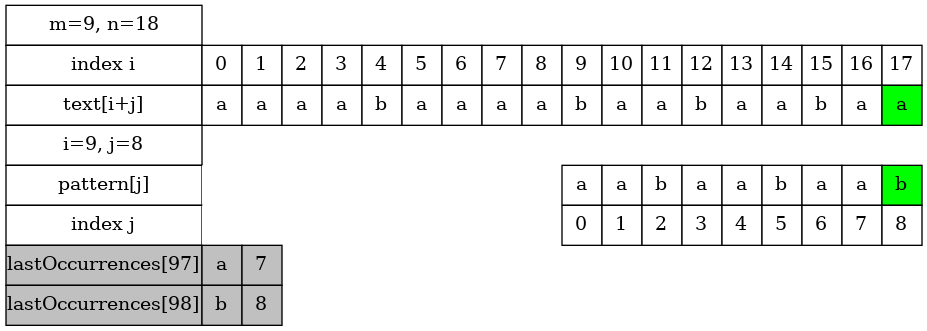 m=9, n=18
index i 0 1 2 3 4 5 6 7 8 9 10 11 12 13 14 15 16 17
text[i+j] a a a a b a a a a b a a b a a b a a
i=9, j=8
pattern[j] a a b a a b a a b
index j 0 1 2 3 4 5 6 7 8
lastOccurrences[97] a 7
lastOccurrences[98] b 8